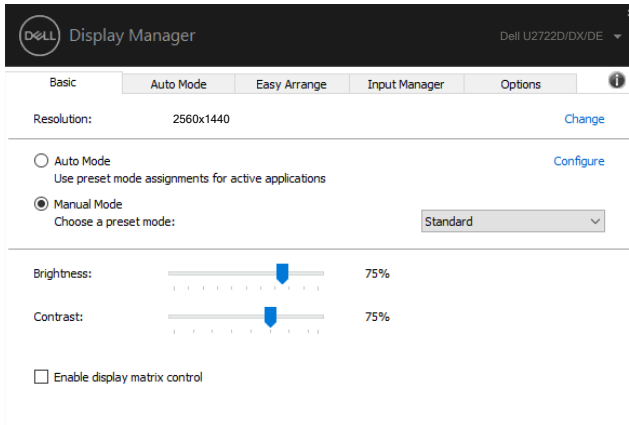 DELL Display Manager Dell U2722D/DX/DE
Basic Auto Mode Easy Arrange Input Manager Options
Resolution: 2560x1440 Change
Auto Mode Configure
Use preset mode assignments for active applications
Manual Mode
Choose a preset mode: Standard
Brightness: 75%
Contrast: 75%
Enable display matrix control